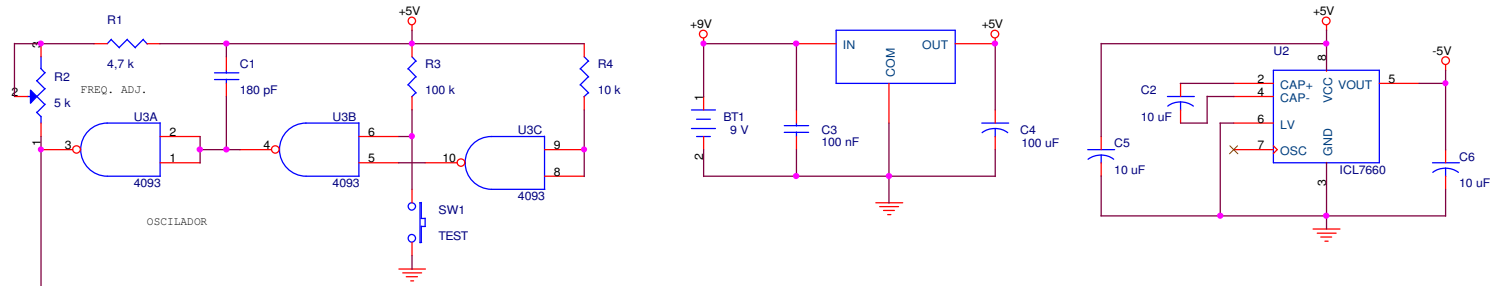 R1
4,7 k
3
R2
5 k
2
1
FREQ. ADJ.
C1
180 pF
+5V
R3
100 k
R4
10 k
U3A
3
2
1
4093
U3B
4
6
5
4093
U3C
10
9
8
4093
OSCILADOR
SW1
TEST
+9V
+5V
IN
OUT
COM
1
BT1
9 V
2
C3
100 nF
C4
100 uF
+5V
U2
8
-5V
C2
10 uF
2
4
6
7
CAP+
CAP-
LV
OSC
VCC
VOUT
GND
5
3
ICL7660
C5
10 uF
C6
10 uF